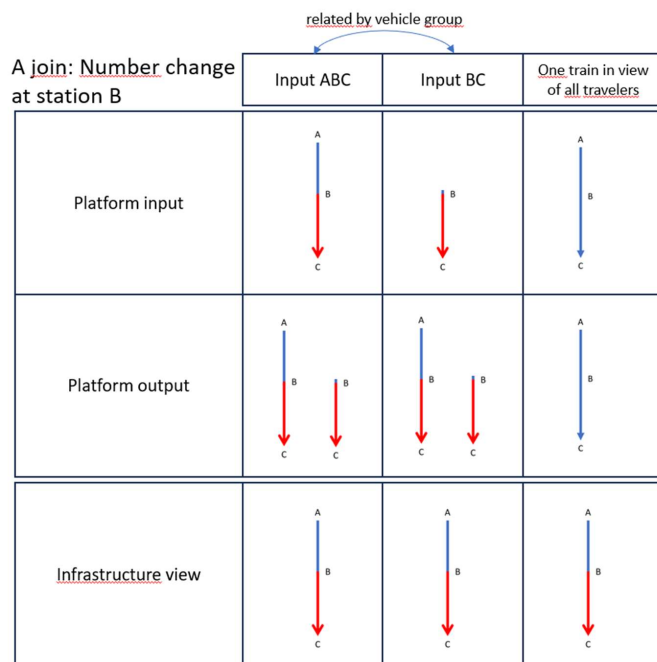 related by vehicle group
A join: Number change
at station B
Input ABC
Input BC
One train in view
of all travelers
Platform input
A
B
C
B
C
A
B
C
Platform output
A
B
C
B
C
A
B
C
B
C
A
B
C
Infrastructure view
A
B
C
A
B
C
A
B
C